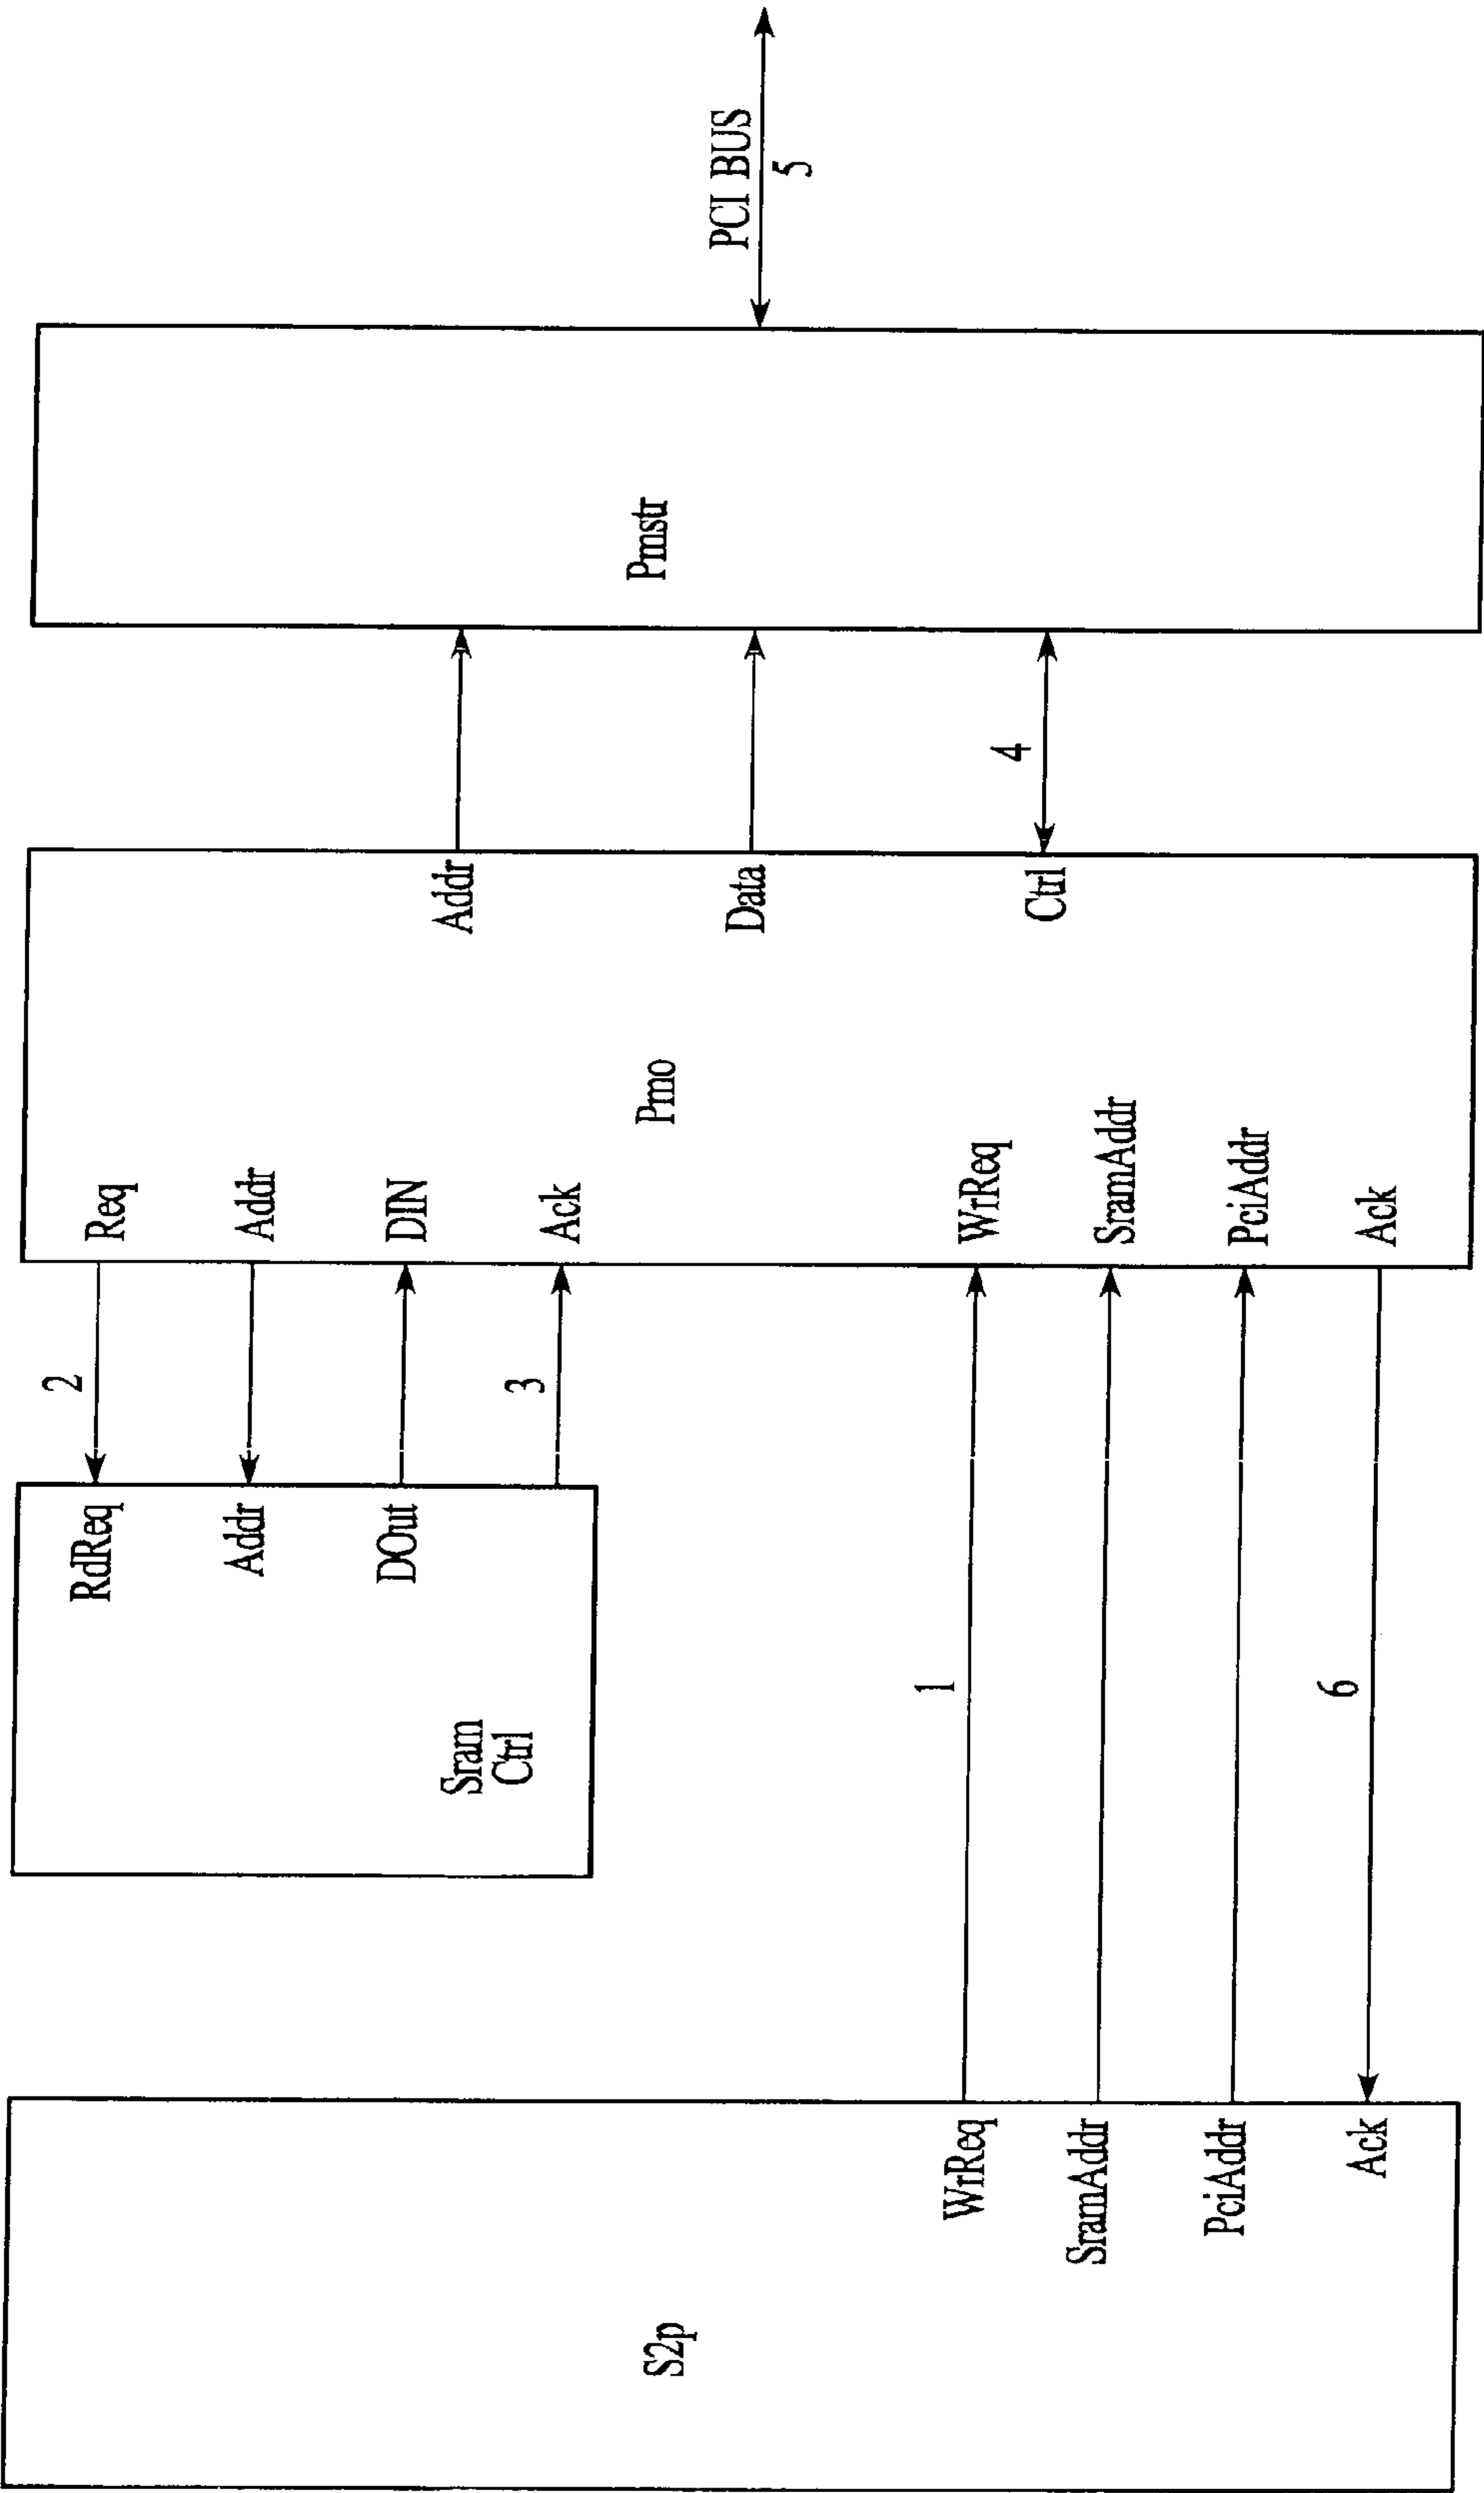 S2p
WrReq
SramAddr
PciAddr
Ack
1
6
RdReq
Addr
DOut
Sram
Ctrl
2
3
Req
Addr
DIN
Ack
Pmo
WrReq
SramAddr
PciAddr
Ack
Addr
Data
Ctrl
4
Pmstr
PCI BUS
5